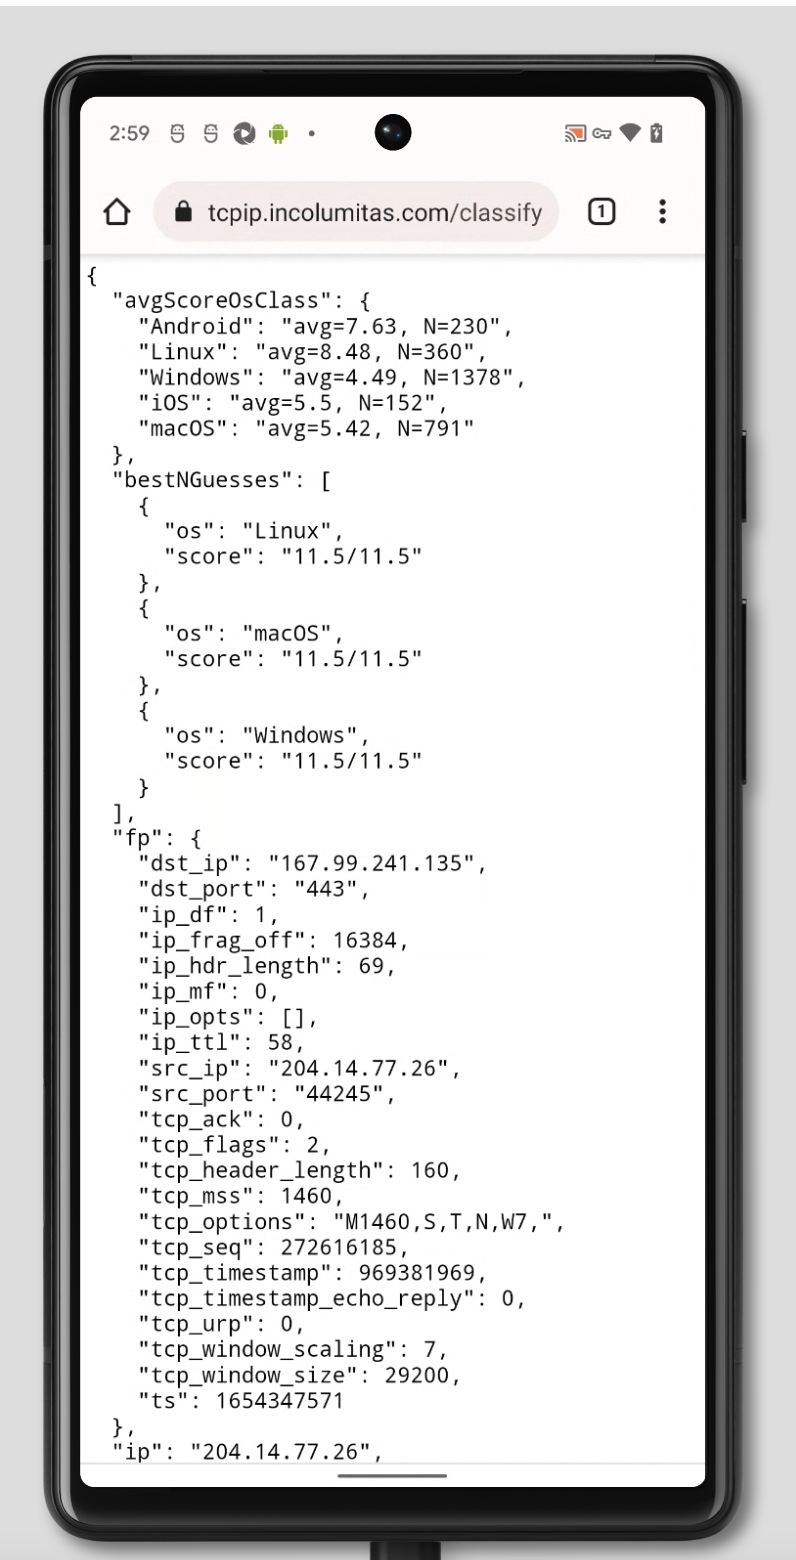 2:59
tcpip.incolumitas.com/classify
1
{
"avgScoreOsClass": {
"Android": "avg=7.63, N=230",
"Linux": "avg=8.48, N=360",
"Windows": "avg=4.49, N=1378",
"iOS": "avg=5.5, N=152",
"macOS": "avg=5.42, N=791"
},
"bestNGuesses": [
{
"os": "Linux",
"score": "11.5/11.5"
},
{
"os": "macOS",
"score": "11.5/11.5"
},
{
"os": "Windows",
"score": "11.5/11.5"
}
],
"fp": {
"dst_ip": "167.99.241.135",
"dst_port": "443",
"ip_df": 1,
"ip_frag_off": 16384,
"ip_hdr_length": 69,
"ip_mf": 0,
"ip_opts": [],
"ip_ttl": 58,
"src_ip": "204.14.77.26",
"src_port": "44245",
"tcp_ack": 0,
"tcp_flags": 2,
"tcp_header_length": 160,
"tcp_mss": 1460,
"tcp_options": "M1460,S,T,N,W7,",
"tcp_seq": 272616185,
"tcp_timestamp": 969381969,
"tcp_timestamp_echo_reply": 0,
"tcp_urp": 0,
"tcp_window_scaling": 7,
"tcp_window_size": 29200,
"ts": 1654347571
},
"ip": "204.14.77.26",